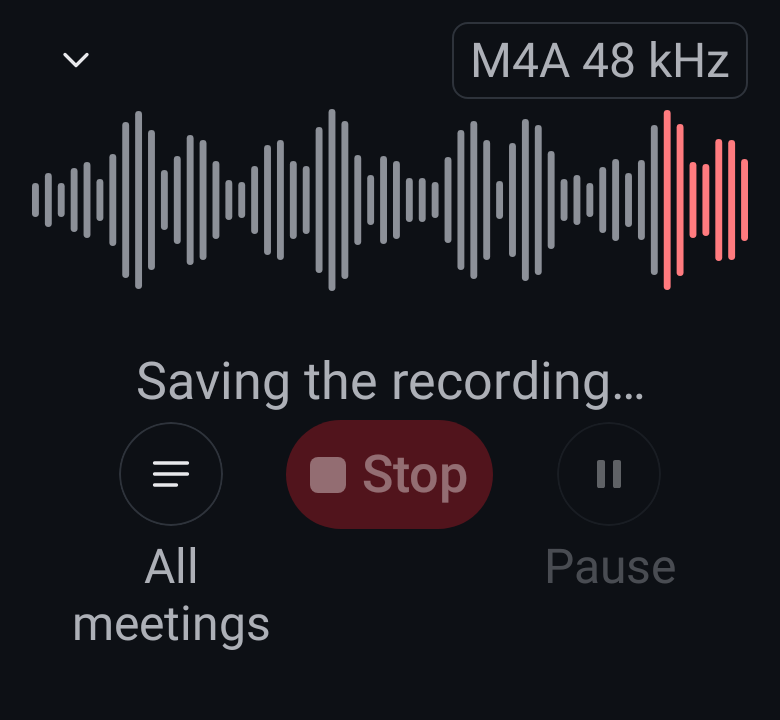 M4A 48 kHz
Saving the recording…
Stop
All
meetings
Pause